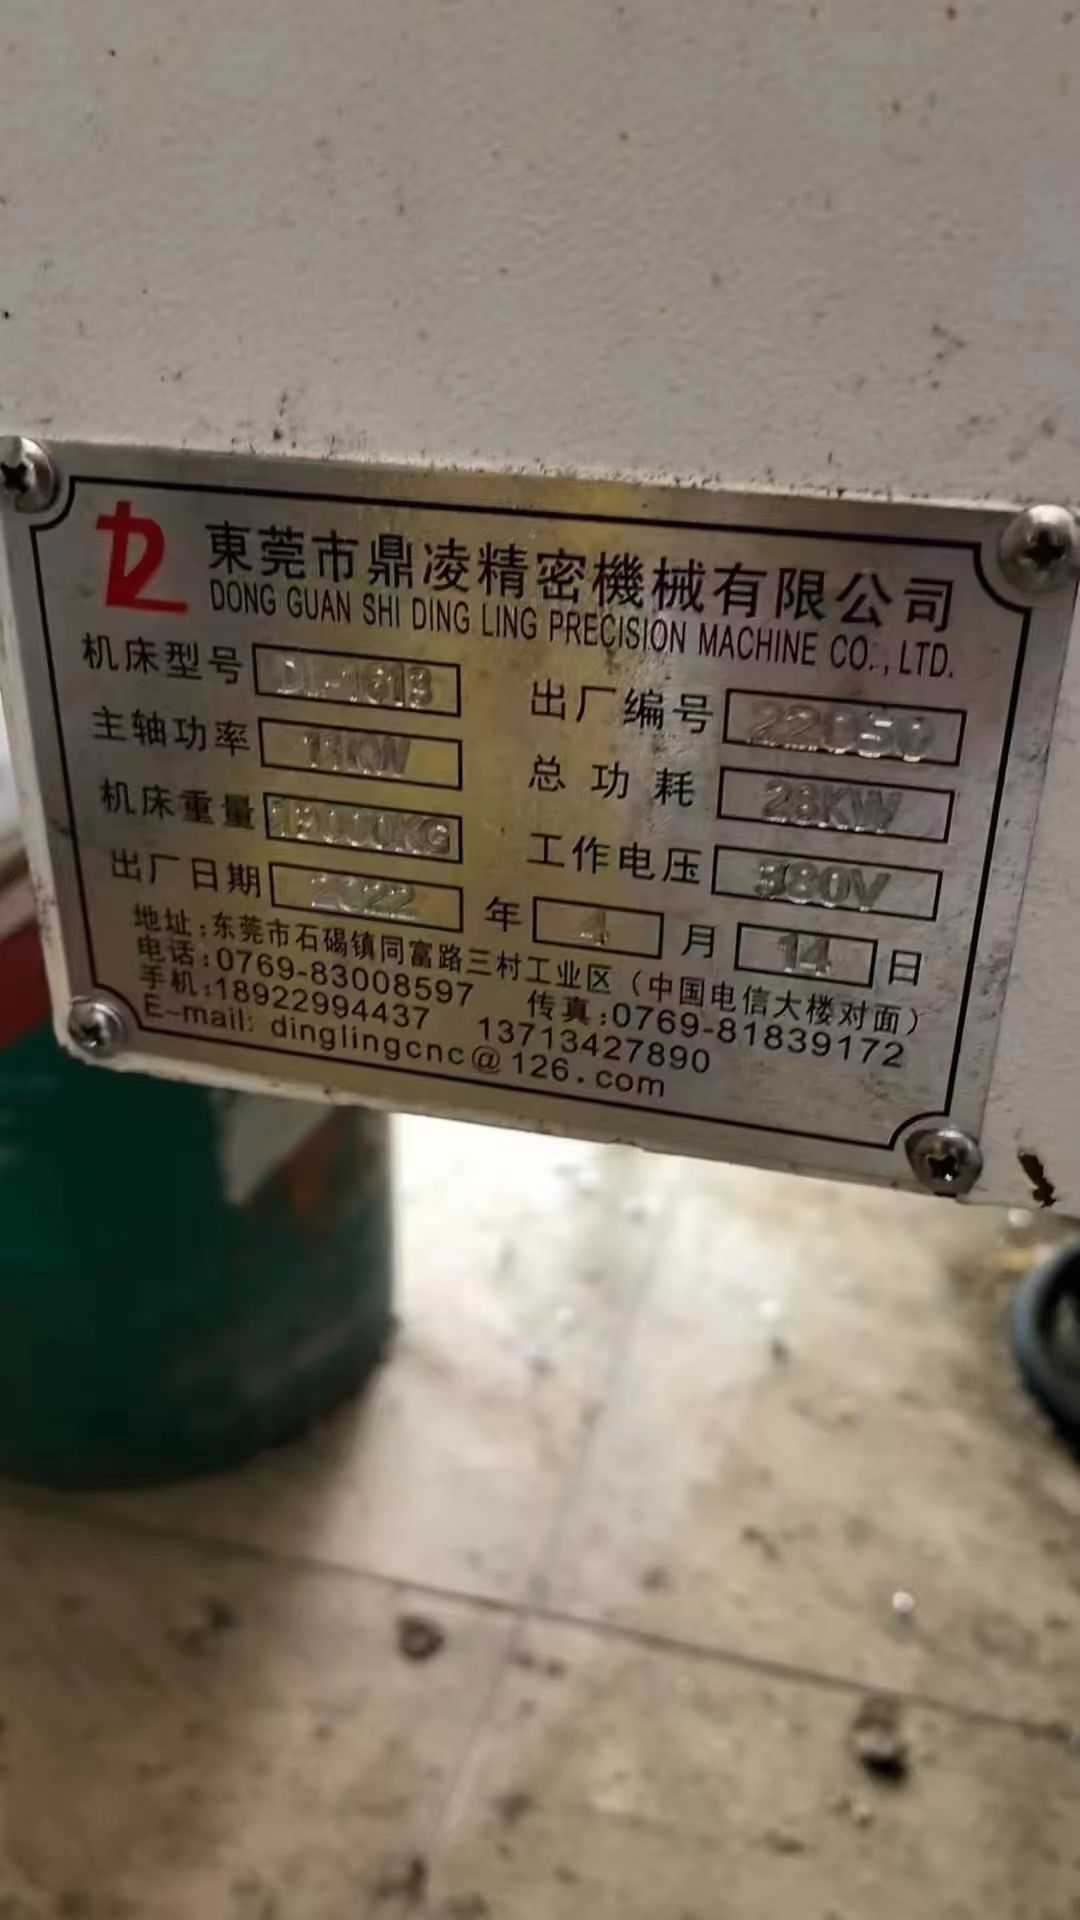 東莞市鼎凌精密機械有限公司
DONG GUAN SHI DING LING PRECISION MACHINE CO., LTD.
机床型号 DL-1613 出厂编号
主轴功率 11KW 总功耗 28KW
机床重量 出厂日期 2022 年 4 月 14 日
工作电压 380V
地址:东莞市石碣镇同富路三村工业区(中国电信大楼对面)
电话:0769-83008597 传真:0769-81839172
手机:18922994437 13713427890
E-mail: dinglingcnc@126.com